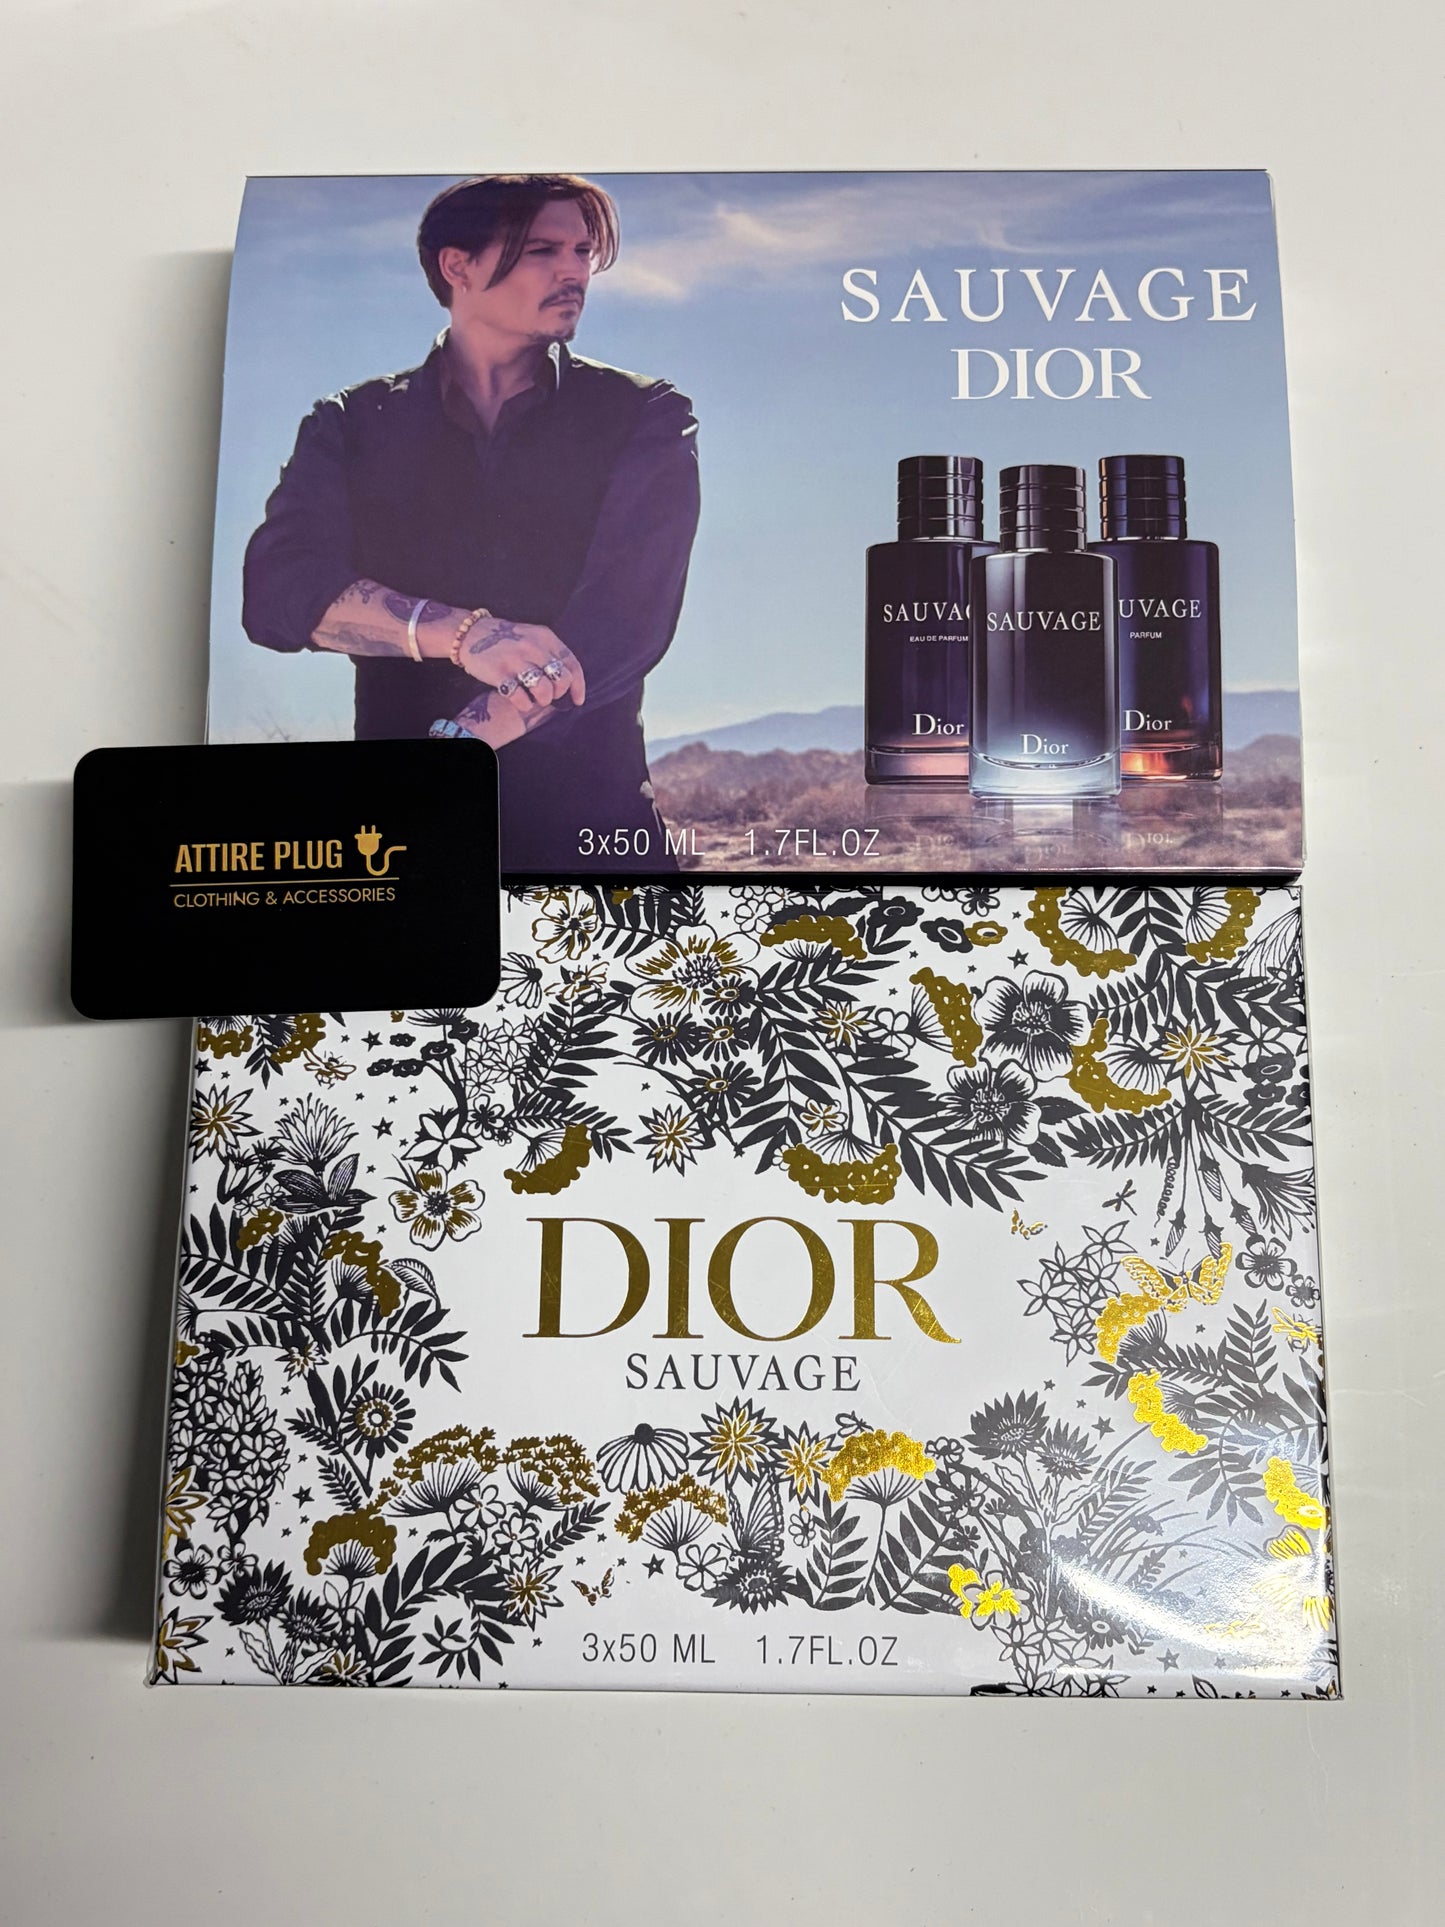 SAUVAGE
DIOR
SAUVAGE
EAU DE PARFUM
Dior
SAUVAGE
Dior
UVAGE
PARFUM
Dior
3x50 ML 1.7FL.OZ
ATTIRE PLUG
CLOTHING & ACCESSORIES
DIOR
SAUVAGE
3x50 ML 1.7FL.OZ